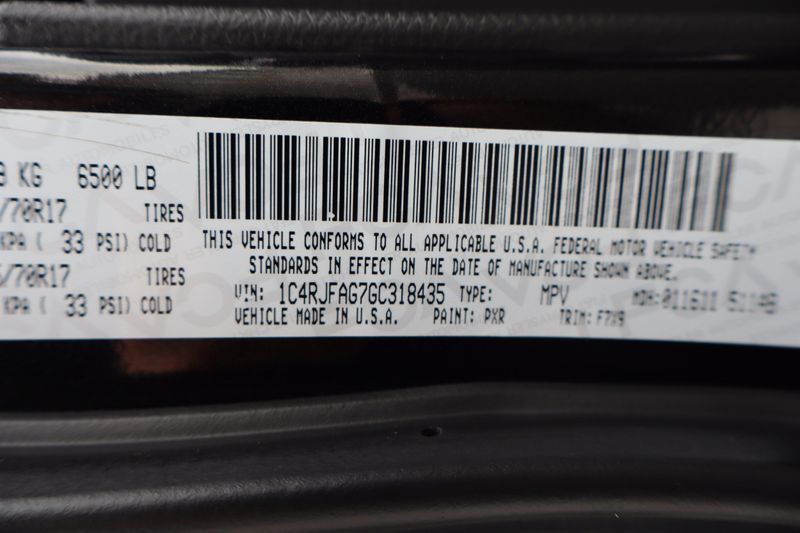 KG 6500 LB
/70R17 TIRES
KPA ( 33 PSI) COLD
/70R17 TIRES
KPA ( 33 PSI) COLD
THIS VEHICLE CONFORMS TO ALL APPLICABLE U.S.A. FEDERAL MOTOR VEHICLE SAFETY
STANDARDS IN EFFECT ON THE DATE OF MANUFACTURE SHOWN ABOVE.
VIN: 1C4RJFAG7GC318435 TYPE: MPV MDH: 011611
VEHICLE MADE IN U.S.A. PAINT: PXR TRIM: F7X9